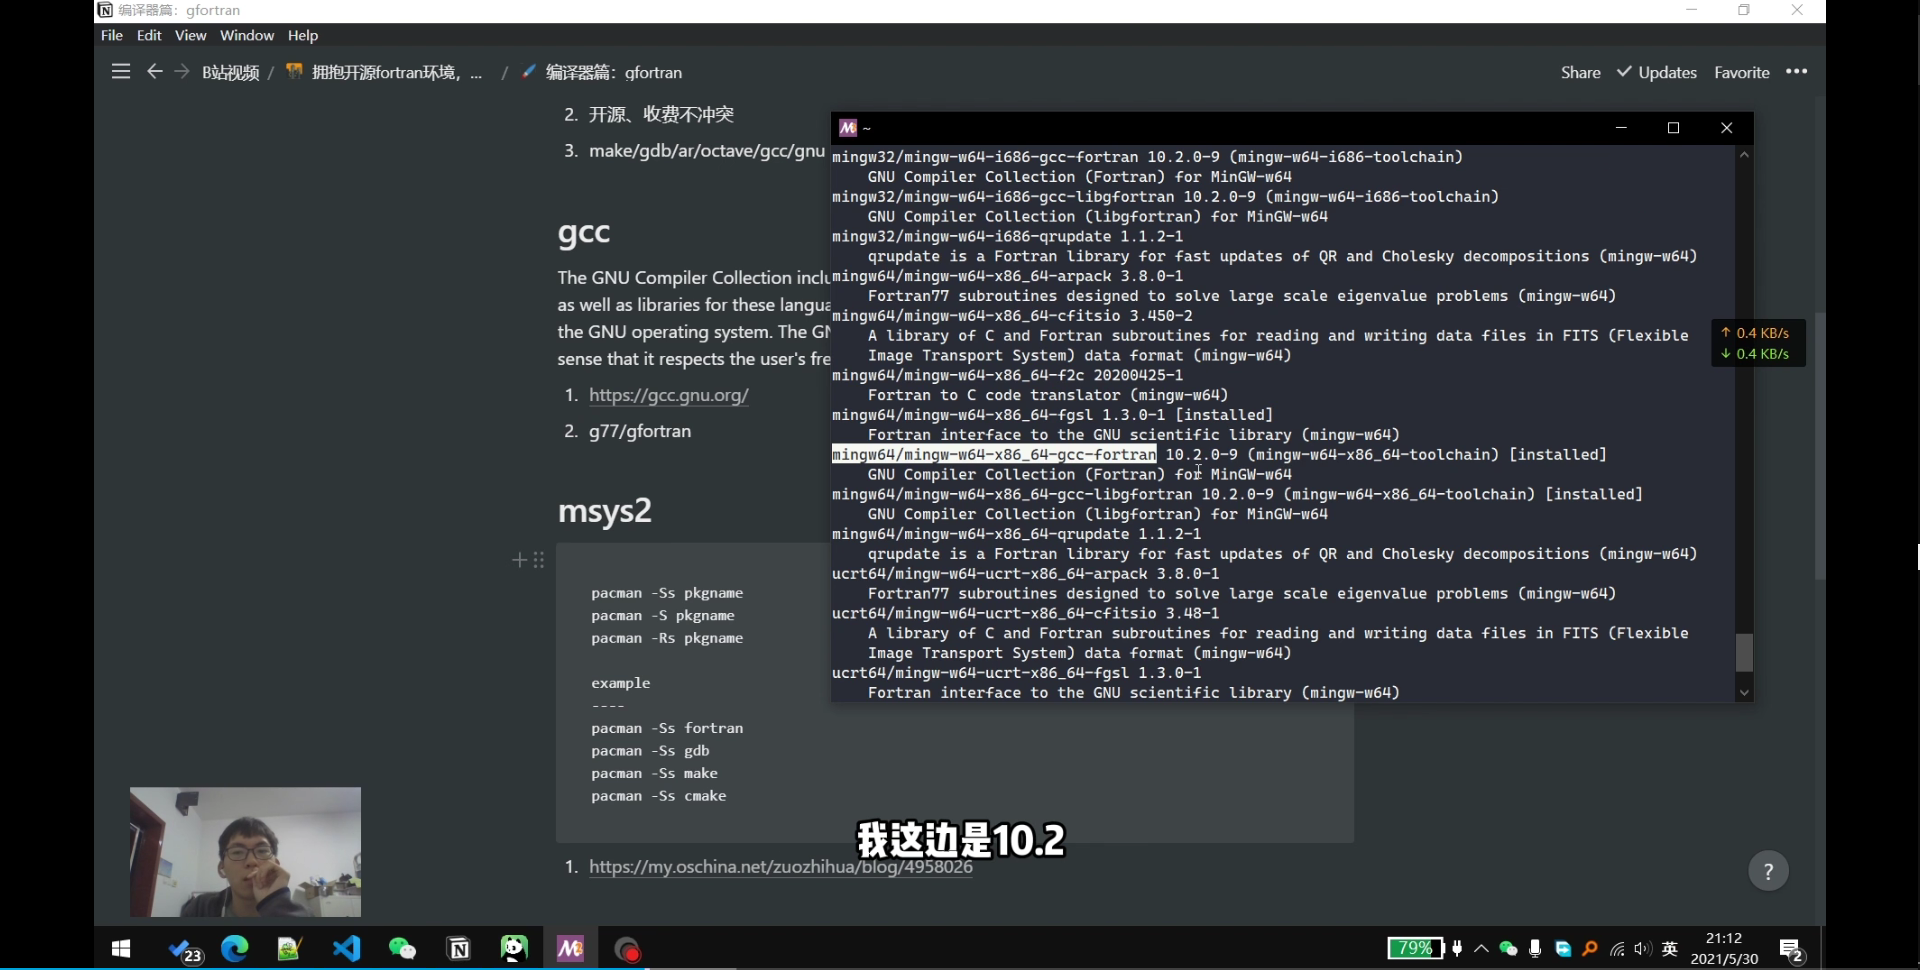 编译器篇：gfortran
File Edit View Window Help
B站视频 / 拥抱开源fortran环境，... / 编译器篇：gfortran
Share Updates Favorite •••
2. 开源、收费不冲突
3. make/gdb/ar/octave/gcc/gnu
gcc
The GNU Compiler Collection inclu
as well as libraries for these langua
the GNU operating system. The GN
sense that it respects the user's fre
1. https://gcc.gnu.org/
2. g77/gfortran
msys2
pacman -Ss pkgname
pacman -S pkgname
pacman -Rs pkgname
example
----
pacman -Ss fortran
pacman -Ss gdb
pacman -Ss make
pacman -Ss cmake
1. https://my.oschina.net/zuozhihua/blog/4958026
~
mingw32/mingw-w64-i686-gcc-fortran 10.2.0-9 (mingw-w64-i686-toolchain)
GNU Compiler Collection (Fortran) for MinGW-w64
mingw32/mingw-w64-i686-gcc-libgfortran 10.2.0-9 (mingw-w64-i686-toolchain)
GNU Compiler Collection (libgfortran) for MinGW-w64
mingw32/mingw-w64-i686-qrupdate 1.1.2-1
qrupdate is a Fortran library for fast updates of QR and Cholesky decompositions (mingw-w64)
mingw64/mingw-w64-x86_64-arpack 3.8.0-1
Fortran77 subroutines designed to solve large scale eigenvalue problems (mingw-w64)
mingw64/mingw-w64-x86_64-cfitsio 3.450-2
A library of C and Fortran subroutines for reading and writing data files in FITS (Flexible
Image Transport System) data format (mingw-w64)
mingw64/mingw-w64-x86_64-f2c 20200425-1
Fortran to C code translator (mingw-w64)
mingw64/mingw-w64-x86_64-fgsl 1.3.0-1 [installed]
Fortran interface to the GNU scientific library (mingw-w64)
mingw64/mingw-w64-x86_64-gcc-fortran 10.2.0-9 (mingw-w64-x86_64-toolchain) [installed]
GNU Compiler Collection (Fortran) for MinGW-w64
mingw64/mingw-w64-x86_64-gcc-libgfortran 10.2.0-9 (mingw-w64-x86_64-toolchain) [installed]
GNU Compiler Collection (libgfortran) for MinGW-w64
mingw64/mingw-w64-x86_64-qrupdate 1.1.2-1
qrupdate is a Fortran library for fast updates of QR and Cholesky decompositions (mingw-w64)
ucrt64/mingw-w64-ucrt-x86_64-arpack 3.8.0-1
Fortran77 subroutines designed to solve large scale eigenvalue problems (mingw-w64)
ucrt64/mingw-w64-ucrt-x86_64-cfitsio 3.48-1
A library of C and Fortran subroutines for reading and writing data files in FITS (Flexible
Image Transport System) data format (mingw-w64)
ucrt64/mingw-w64-ucrt-x86_64-fgsl 1.3.0-1
Fortran interface to the GNU scientific library (mingw-w64)
↑ 0.4 KB/s
↓ 0.4 KB/s
我这边是10.2
?
23
79%
英
21:12
2021/5/30
2